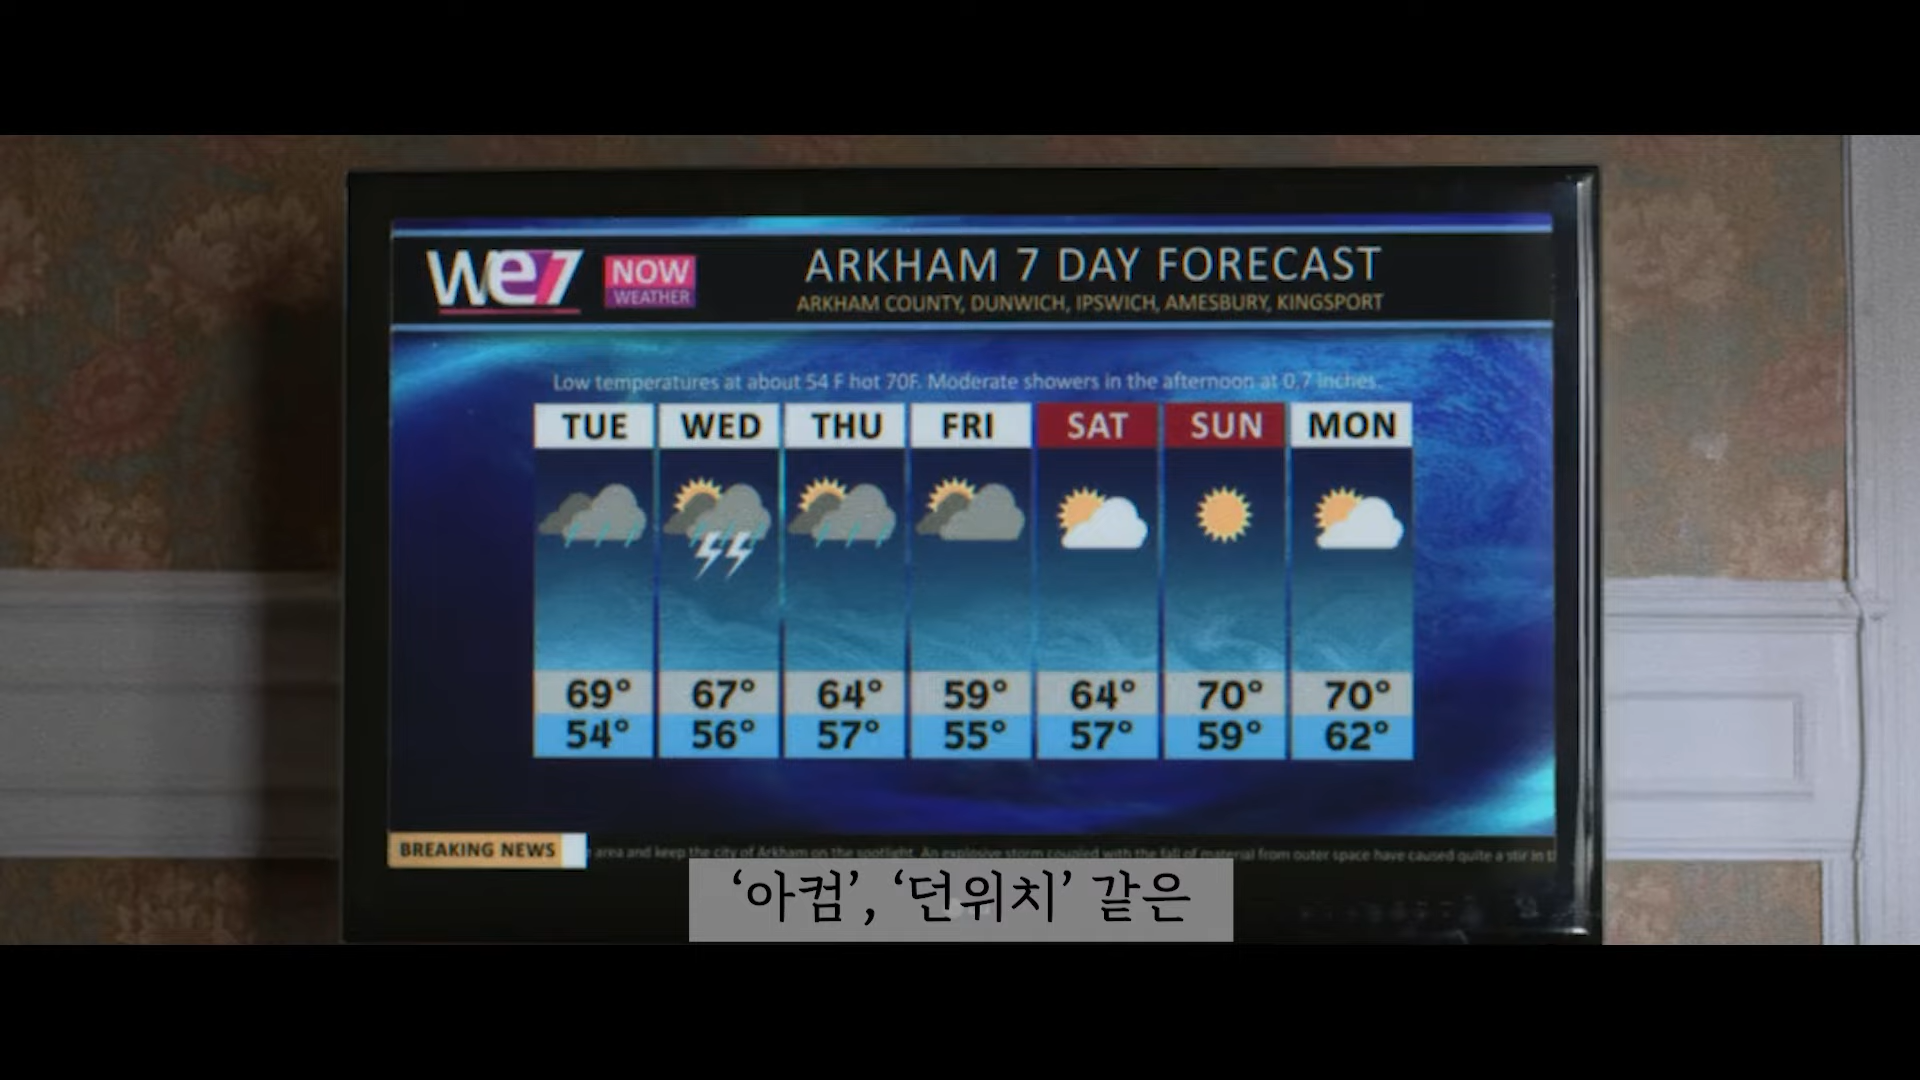 We7 NOW WEATHER
ARKHAM 7 DAY FORECAST
ARKHAM COUNTY, DUNWICH, IPSWICH, AMESBURY, KINGSPORT
Low temperatures at about 54 F hot 70F. Moderate showers in the afternoon at 0,7 inches.
TUE WED THU FRI SAT SUN MON
69° 67° 64° 59° 64° 70° 70°
54° 56° 57° 55° 57° 59° 62°
BREAKING NEWS area and keep the city of Arkham on the spotlight. An explosive storm coupled with the fall of material from outer space have caused quite a stir in
‘아컴’, ‘던위치’ 같은